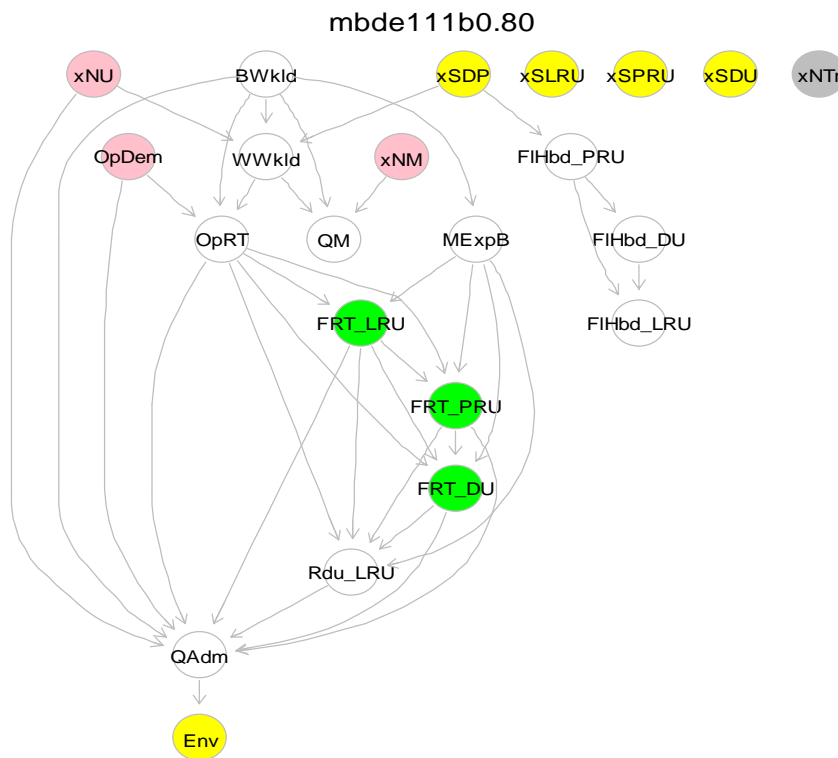 mbde111b0.80
xNU
BWkld
xSDP
xSLRU
xSPRU
xSDU
xNTr
OpDem
WWkld
xNM
FlHbd_PRU
OpRT
QM
MExpB
FlHbd_DU
FRT_LRU
FlHbd_LRU
FRT_PRU
FRT_DU
Rdu_LRU
QAdm
Env